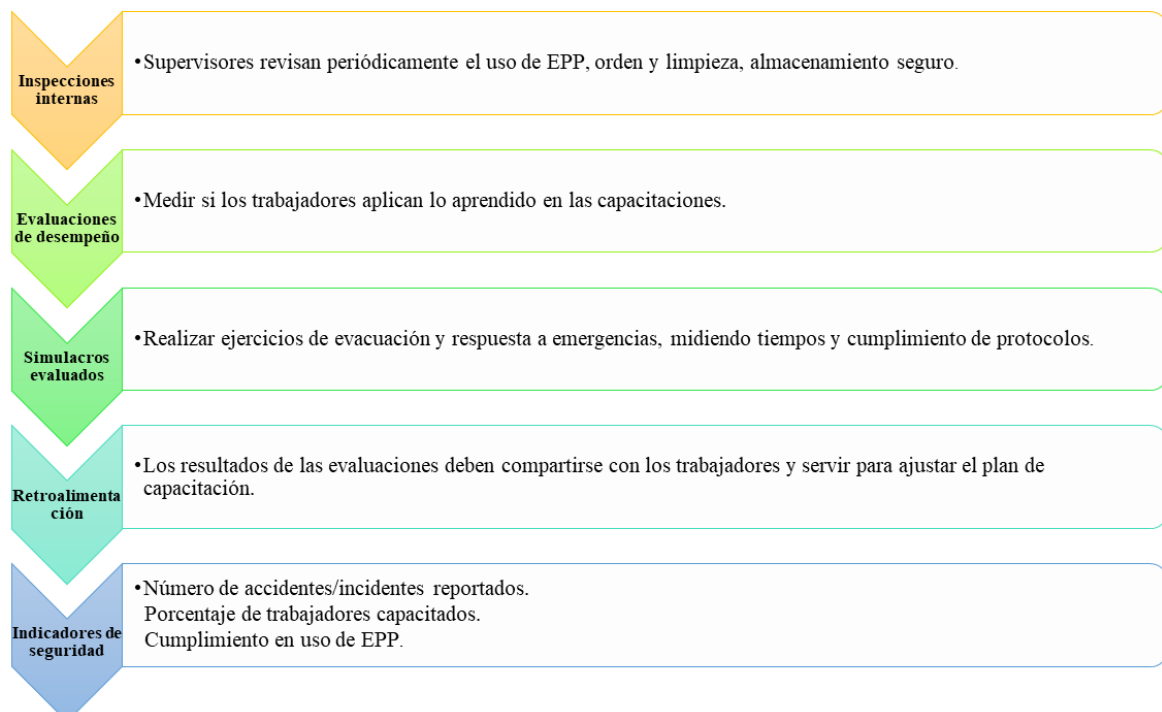 Inspecciones
internas
•Supervisores revisan periódicamente el uso de EPP, orden y limpieza, almacenamiento seguro.
Evaluaciones
de desempeño
•Medir si los trabajadores aplican lo aprendido en las capacitaciones.
Simulacros
evaluados
•Realizar ejercicios de evacuación y respuesta a emergencias, midiendo tiempos y cumplimiento de protocolos.
Retroalimenta
ción
•Los resultados de las evaluaciones deben compartirse con los trabajadores y servir para ajustar el plan de
capacitación.
Indicadores de
seguridad
•Número de accidentes/incidentes reportados.
Porcentaje de trabajadores capacitados.
Cumplimiento en uso de EPP.